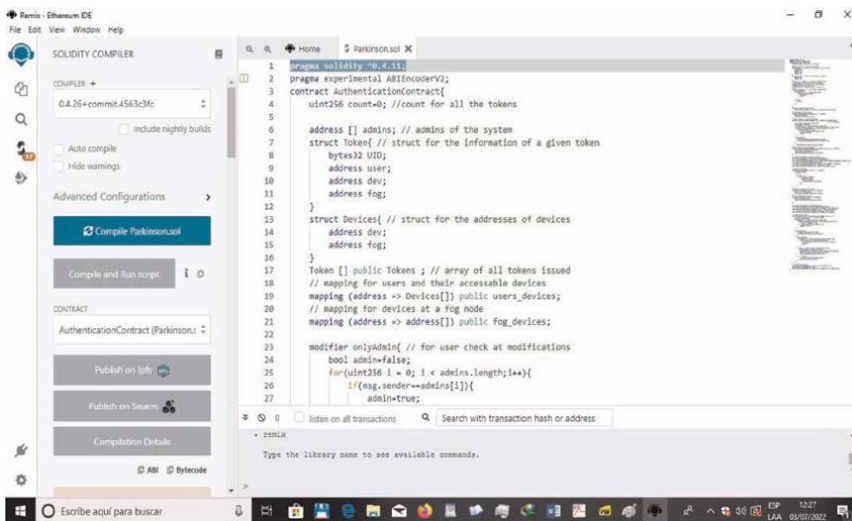 Remix - Ethereum IDE
File Edit View Window Help
SOLIDITY COMPILER
COMPILER +
0.4.26+commit.4563c3fc
Include nightly builds
Auto compile
Hide warnings
Advanced Configurations
Compile Parkinson.sol
Compile and Run script
CONTRACT
AuthenticationContract (Parkinson.s
Publish on Ipfs
Publish on Swarm
Compilation Details
ABI Bytecode
Home
Parkinson.sol
1 pragma solidity ^0.4.11;
2 pragma experimental ABIEncoderV2;
3 contract AuthenticationContract{
4 uint256 count=0; //count for all the tokens
5
6 address [] admins; // admins of the system
7 struct Token{ // struct for the information of a given token
8 bytes32 UID;
9 address user;
10 address dev;
11 address fog;
12 }
13 struct Devices{ // struct for the addresses of devices
14 address dev;
15 address fog;
16 }
17 Token [] public Tokens ; // array of all tokens issued
18 // mapping for users and their accessable devices
19 mapping (address => Devices[]) public users_devices;
20 // mapping for devices at a fog node
21 mapping (address => address[]) public fog_devices;
22
23 modifier onlyAdmin{ // for user check at modifications
24 bool admin=false;
25 for(uint256 i = 0; i < admins.length;i++){
26 if(msg.sender==admins[i]){
27 admin=true;
0 listen on all transactions Search with transaction hash or address
remix
Type the library name to see available commands.
>
Escribe aquí para buscar
ESP
LAA
12:27
03/07/2022